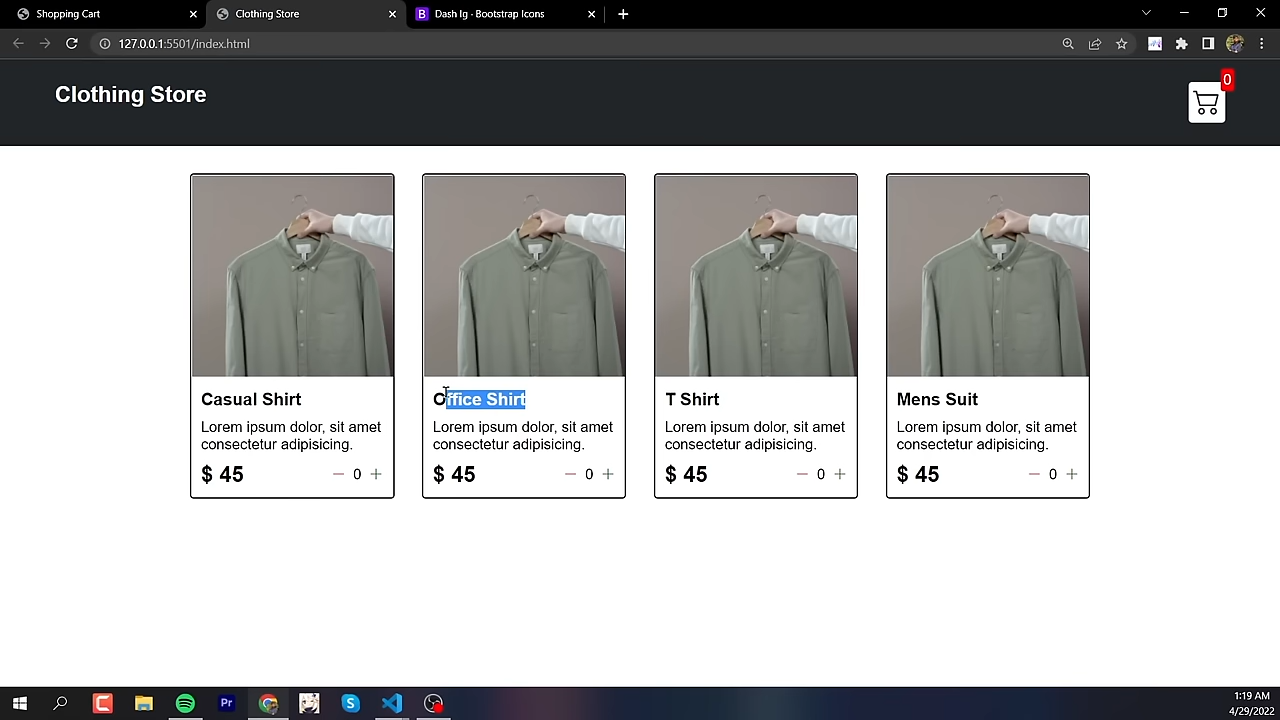 Shopping Cart
Clothing Store
Dash lg · Bootstrap Icons
127.0.0.1:5501/index.html
Clothing Store
0
Casual Shirt
Lorem ipsum dolor, sit amet
consectetur adipisicing.
$ 45
0
Office Shirt
Lorem ipsum dolor, sit amet
consectetur adipisicing.
$ 45
0
T Shirt
Lorem ipsum dolor, sit amet
consectetur adipisicing.
$ 45
0
Mens Suit
Lorem ipsum dolor, sit amet
consectetur adipisicing.
$ 45
0
1:19 AM
4/29/2022